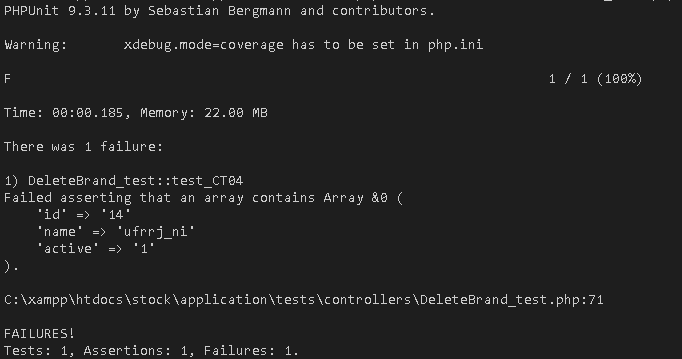 PHPUnit 9.3.11 by Sebastian Bergmann and contributors.
Warning:       xdebug.mode=coverage has to be set in php.ini
F                                                                   1 / 1 (100%)
Time: 00:00.185, Memory: 22.00 MB
There was 1 failure:
1) DeleteBrand_test::test_CT04
Failed asserting that an array contains Array &0 (
    'id' => '14'
    'name' => 'ufrrj_ni'
    'active' => '1'
).
C:\xampp\htdocs\stock\application\tests\controllers\DeleteBrand_test.php:71
FAILURES!
Tests: 1, Assertions: 1, Failures: 1.